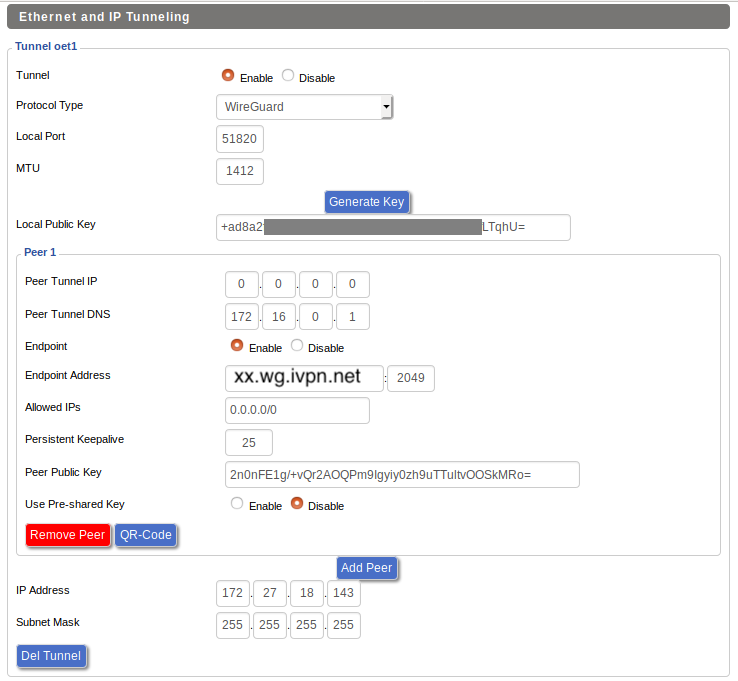 Ethernet and IP Tunneling
Tunnel oet1
Tunnel Enable Disable
Protocol Type WireGuard
Local Port 51820
MTU 1412
Generate Key
Local Public Key +ad8a2 LTqhU=
Peer 1
Peer Tunnel IP 0.0.0.0
Peer Tunnel DNS 172.16.0.1
Endpoint Enable Disable
Endpoint Address xx.wg.ivpn.net:2049
Allowed IPs 0.0.0.0/0
Persistent Keepalive 25
Peer Public Key 2n0nFE1g/+vQr2AOQPm9Igyiy0zh9uTTultvOOSkMRo=
Use Pre-shared Key Enable Disable
Remove Peer QR-Code
Add Peer
IP Address 172.27.18.143
Subnet Mask 255.255.255.255
Del Tunnel